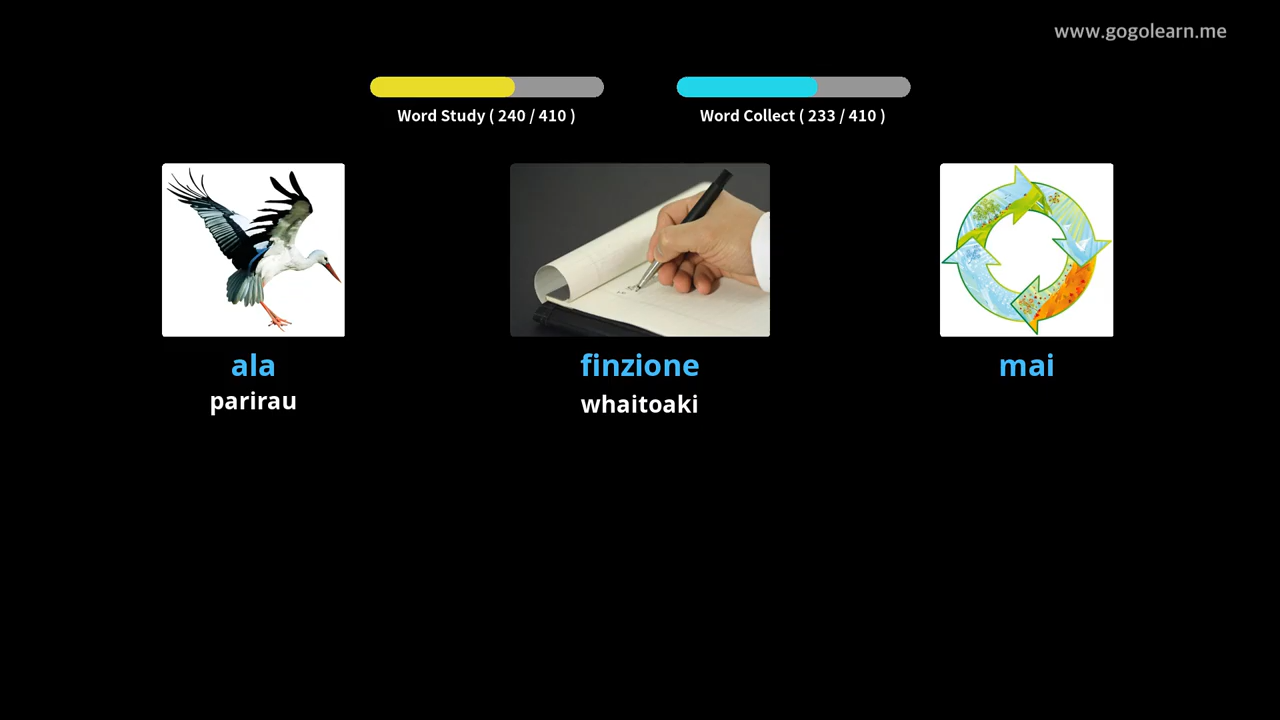 www.gogolearn.me
Word Study ( 240 / 410 )
Word Collect ( 233 / 410 )
ala
parirau
finzione
whaitoaki
mai